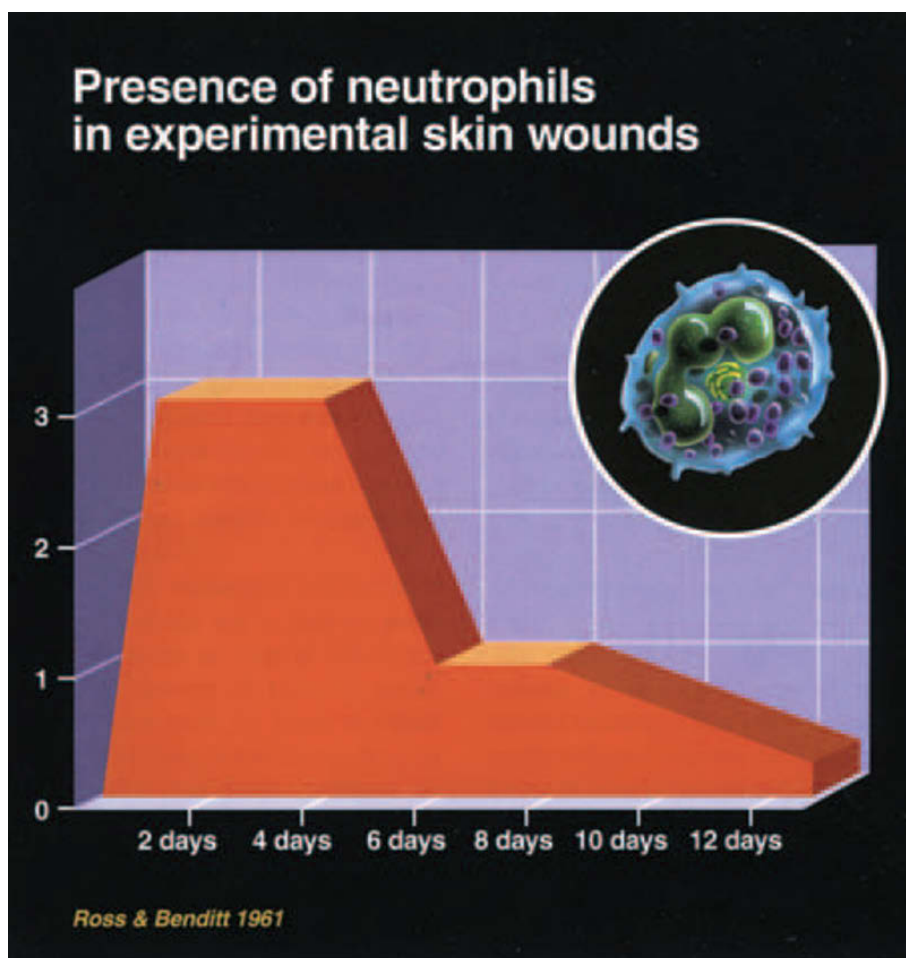 Presence of neutrophils
in experimental skin wounds
3
2
1
0
2 days 4 days 6 days 8 days 10 days 12 days
Ross & Benditt 1961